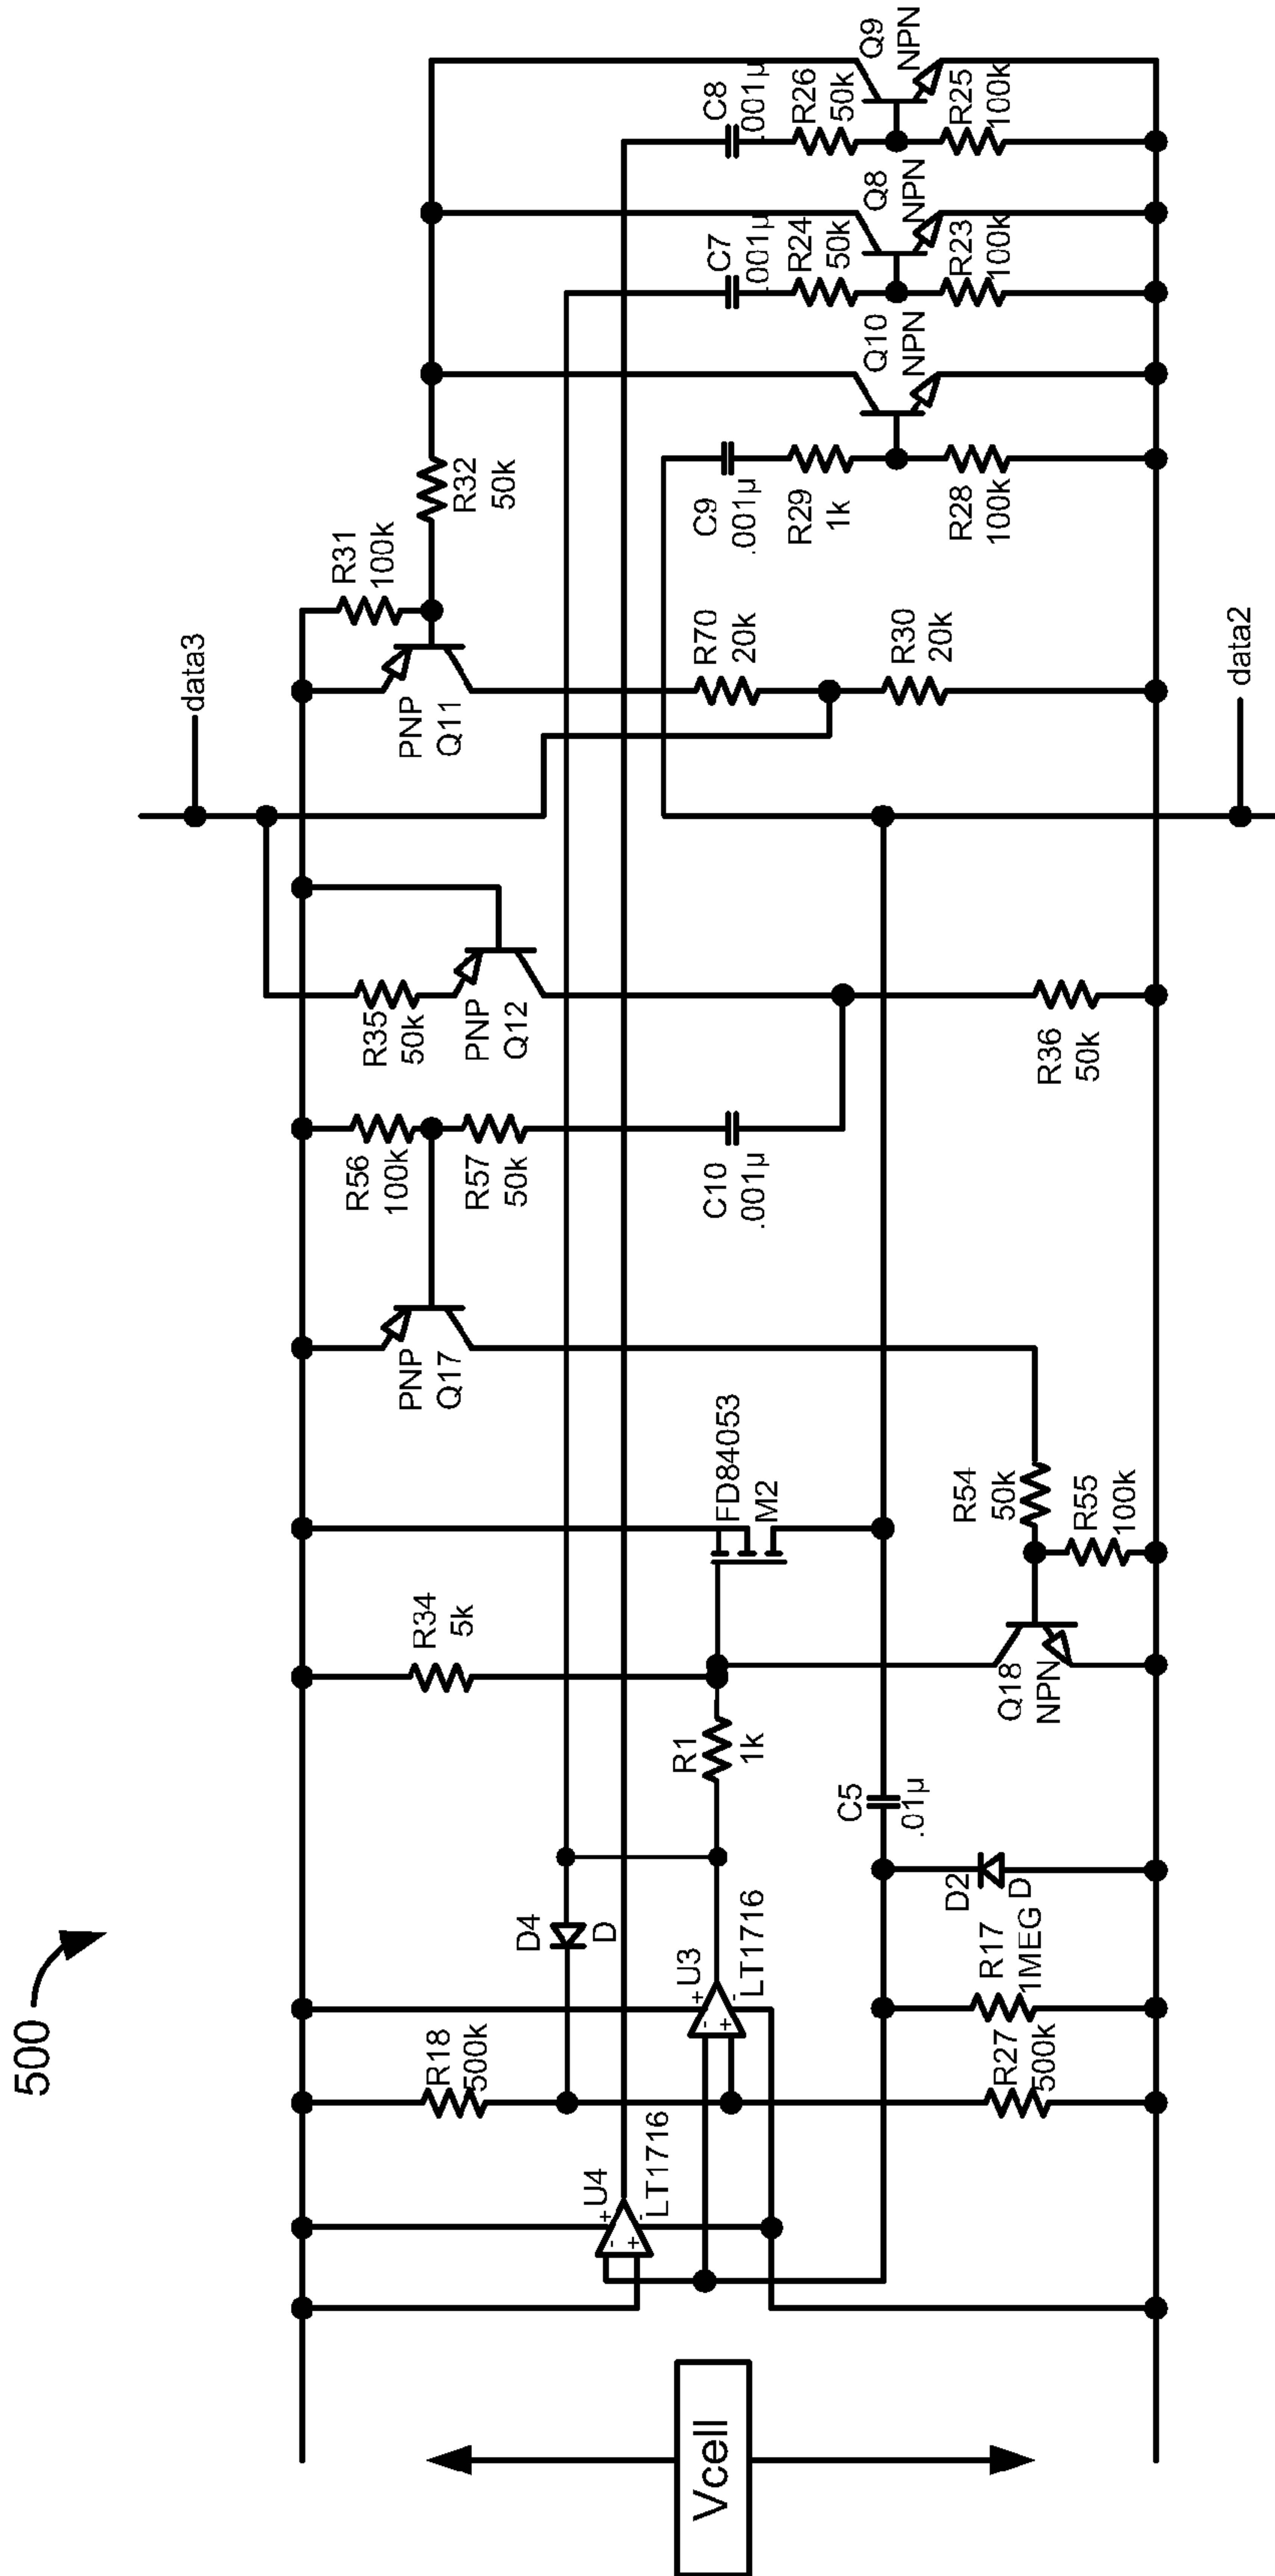 500
Vcell
U4
LT1716
R18
500k
R27
500k
U3
LT1716
R17
1MEG
D4
D
D2
D
C5
.01µ
R1
1k
R34
5k
Q18
NPN
FD84053
M2
R54
50k
R55
100k
PNP
Q17
R56
100k
R57
50k
C10
.001µ
R35
50k
PNP
Q12
R36
50k
data3
data2
PNP
Q11
R31
100k
R70
20k
R30
20k
R32
50k
C9
.001µ
R29
1k
R28
100k
Q10
NPN
C7
.001µ
R24
50k
R23
100k
Q8
NPN
C8
.001µ
R26
50k
R25
100k
Q9
NPN
+
-
-
+
+
-
-
+